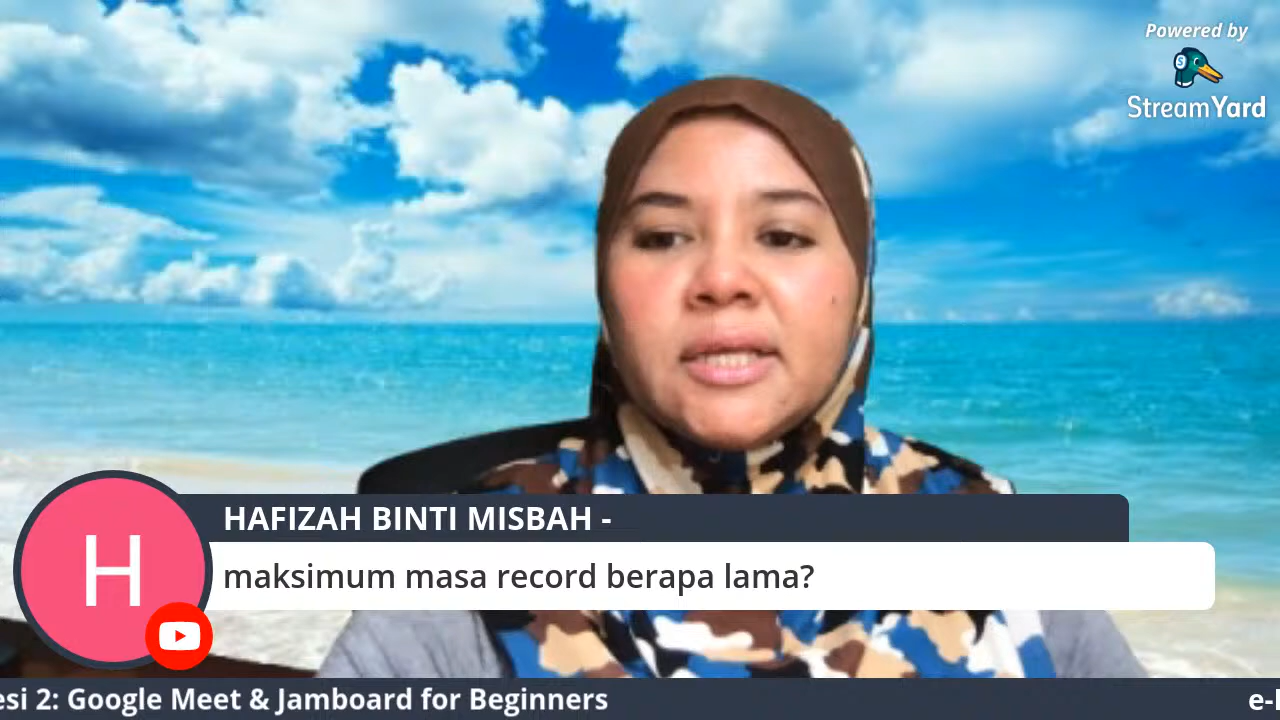 Powered by
StreamYard
HAFIZAH BINTI MISBAH -
H
maksimum masa record berapa lama?
esi 2: Google Meet & Jamboard for Beginners
e-